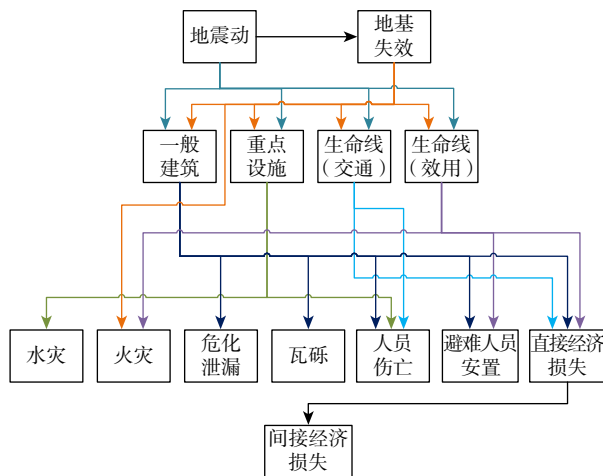 地震动
地基
失效
一般
建筑
重点
设施
生命线
（交通）
生命线
（效用）
水灾
火灾
危化
泄漏
瓦砾
人员
伤亡
避难人员
安置
直接经济
损失
间接经济
损失